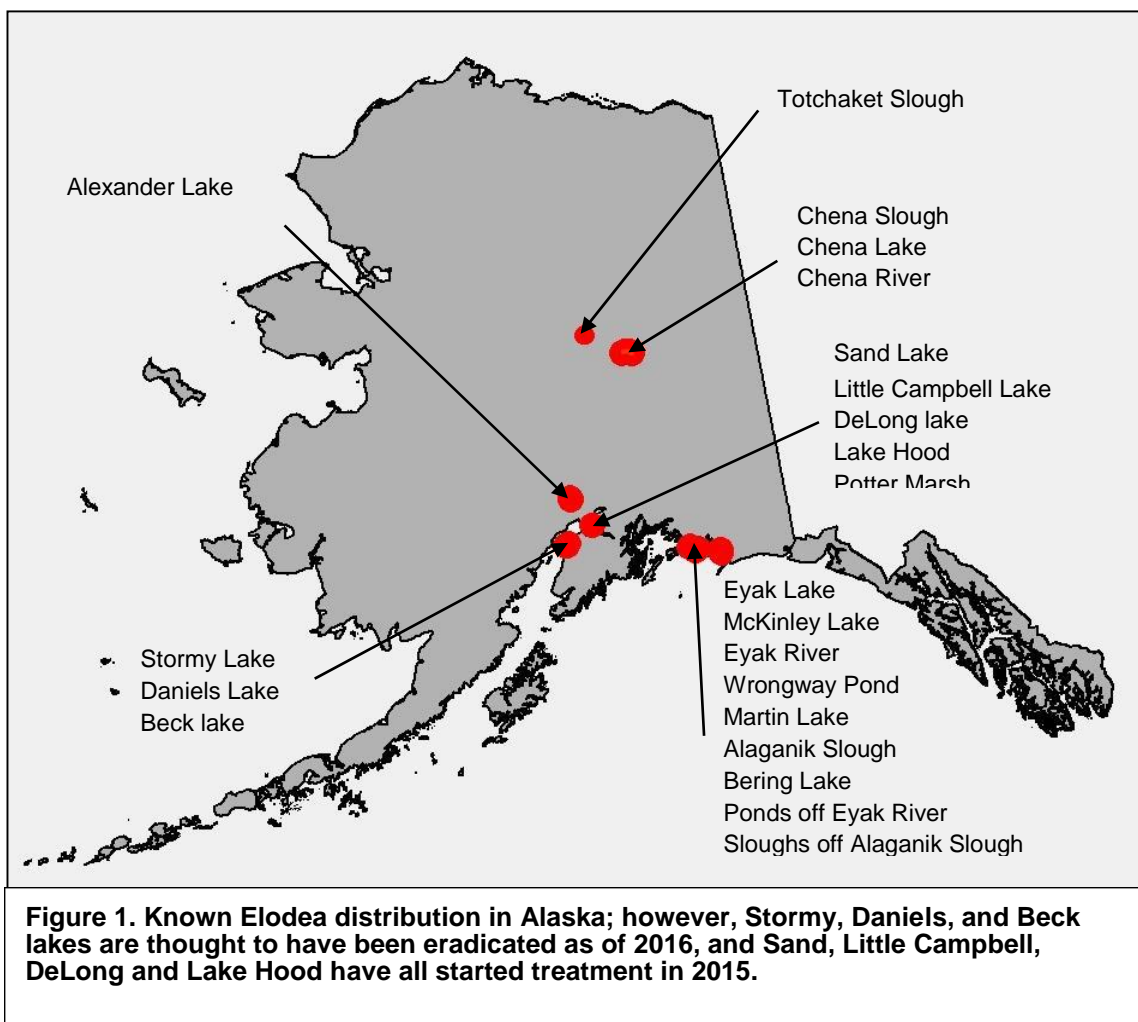 Totchaket Slough
Alexander Lake
Chena Slough
Chena Lake
Chena River
Sand Lake
Little Campbell Lake
DeLong lake
Lake Hood
Potter Marsh
Stormy Lake
Daniels Lake
Beck lake
Eyak Lake
McKinley Lake
Eyak River
Wrongway Pond
Martin Lake
Alaganik Slough
Bering Lake
Ponds off Eyak River
Sloughs off Alaganik Slough
Figure 1. Known Elodea distribution in Alaska; however, Stormy, Daniels, and Beck
lakes are thought to have been eradicated as of 2016, and Sand, Little Campbell,
DeLong and Lake Hood have all started treatment in 2015.